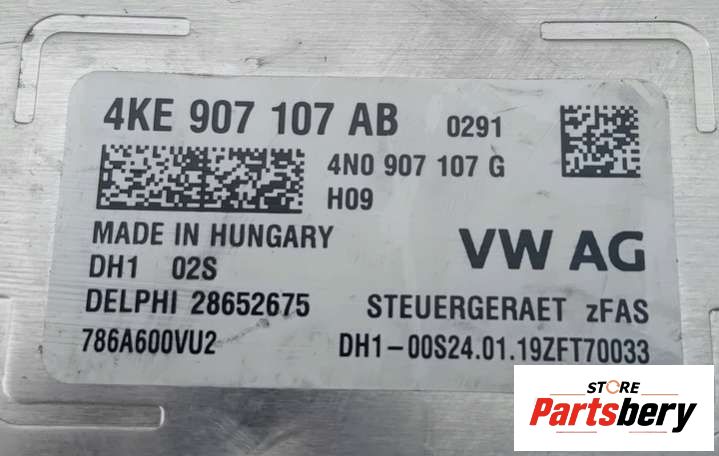 4KE 907 107 AB 0291
4N0 907 107 G
H09
MADE IN HUNGARY
DH1 02S
VW AG
DELPHI 28652675
STEUERGERAET zFAS
786A600VU2
DH1-00S24.01.19ZFT70033
STORE
Partsbery